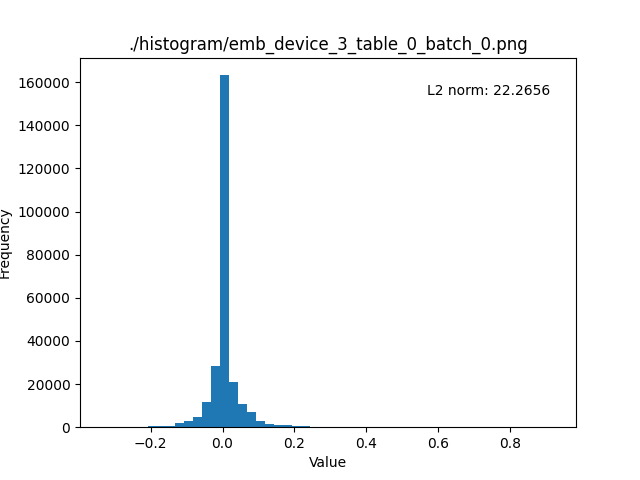 ./histogram/emb_device_3_table_0_batch_0.png
L2 norm: 22.2656
Frequency
160000
140000
120000
100000
80000
60000
40000
20000
0
−0.2 0.0 0.2 0.4 0.6 0.8
Value